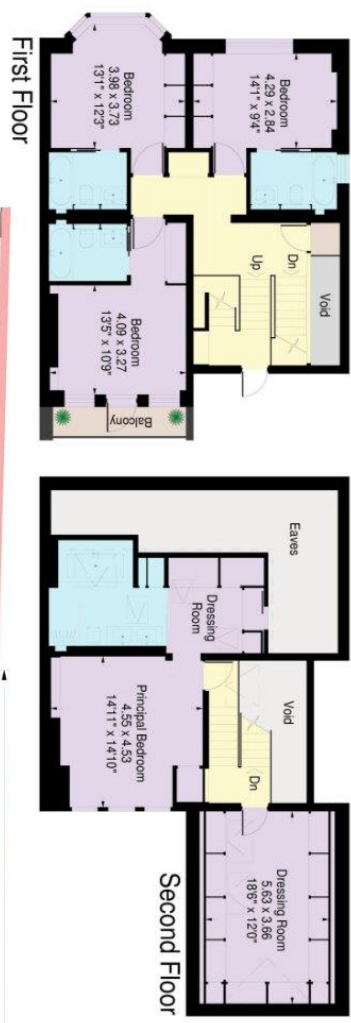 Bedroom
3.98 x 3.73
13'1" x 12'3"
Bedroom
4.29 x 2.84
14'1" x 9'4"
Dn
Up
Void
Bedroom
4.09 x 3.27
13'5" x 10'9"
Balcony
First Floor
Eaves
Dressing
Room
Void
Dn
Principal Bedroom
4.55 x 4.53
14'11" x 14'10"
Dressing Room
5.63 x 3.66
18'6" x 12'0"
Second Floor